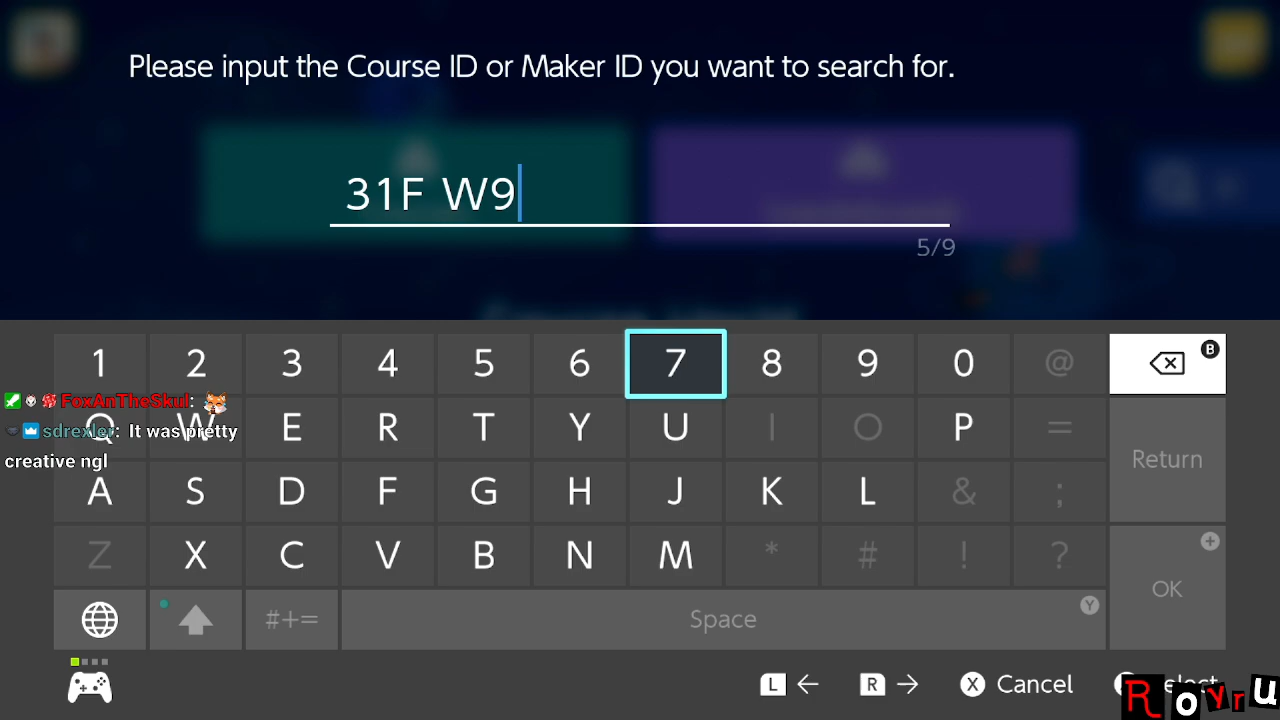 Please input the Course ID or Maker ID you want to search for.
31F W9
5/9
1 2 3 4 5 6 7 8 9 0 @ B
FoxAnTheSkul:
Q W E R T Y U I O P =
sdrexler: It was pretty
creative ngl
Return
A S D F G H J K L & ;
Z X C V B N M * # ! ? +
OK
#+= Space Y
L ← R → X Cancel
Royru